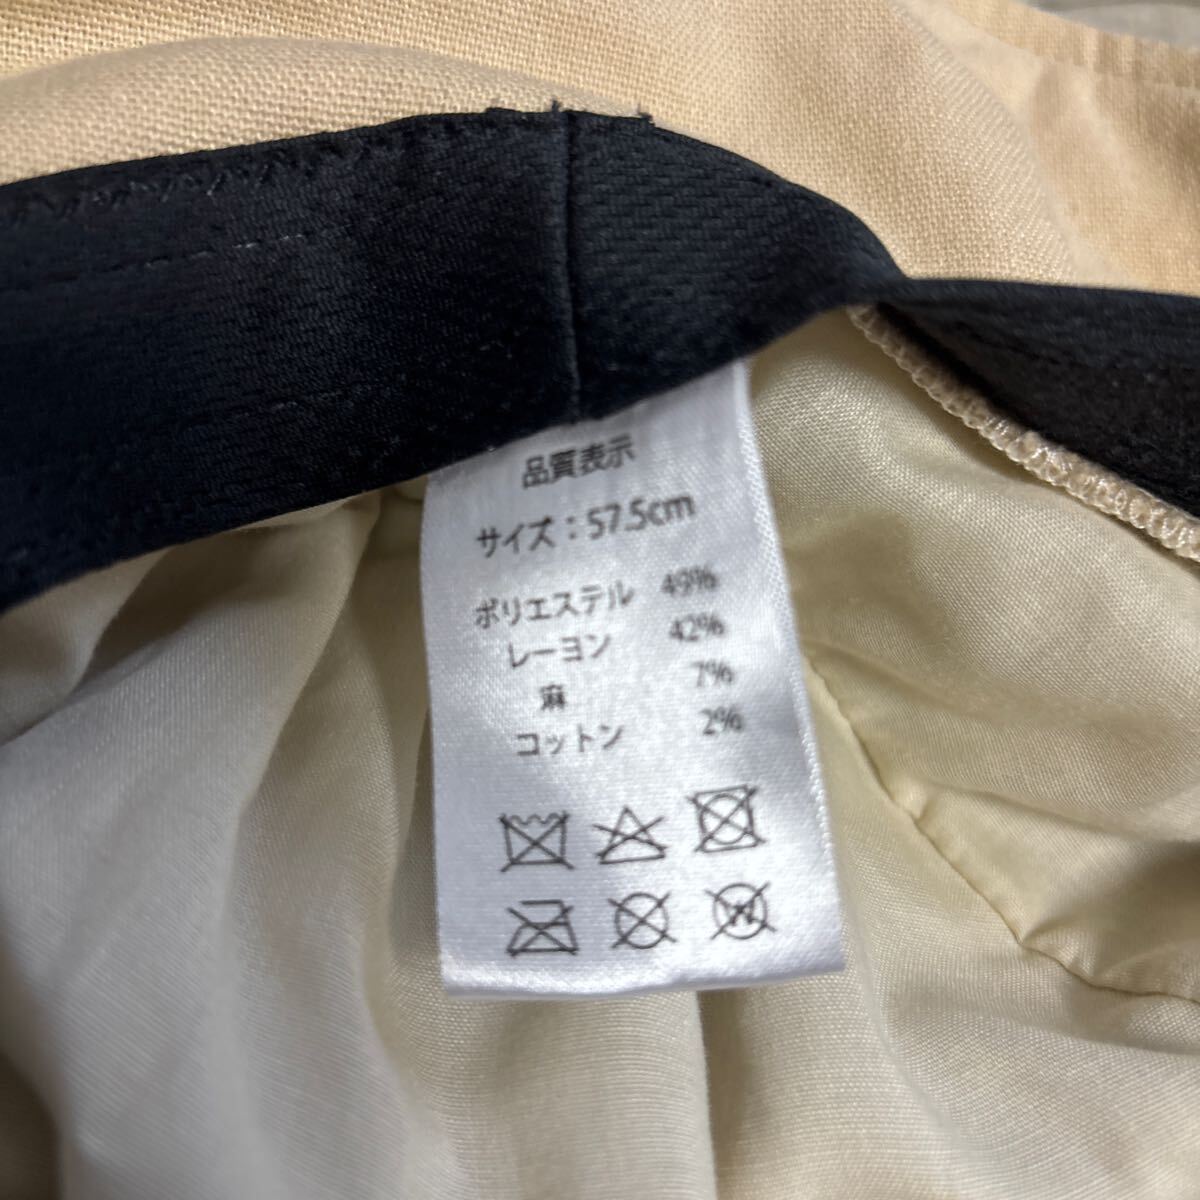 品質表示
サイズ：57.5cm
ポリエステル 49%
レーヨン 42%
麻 7%
コットン 2%
W